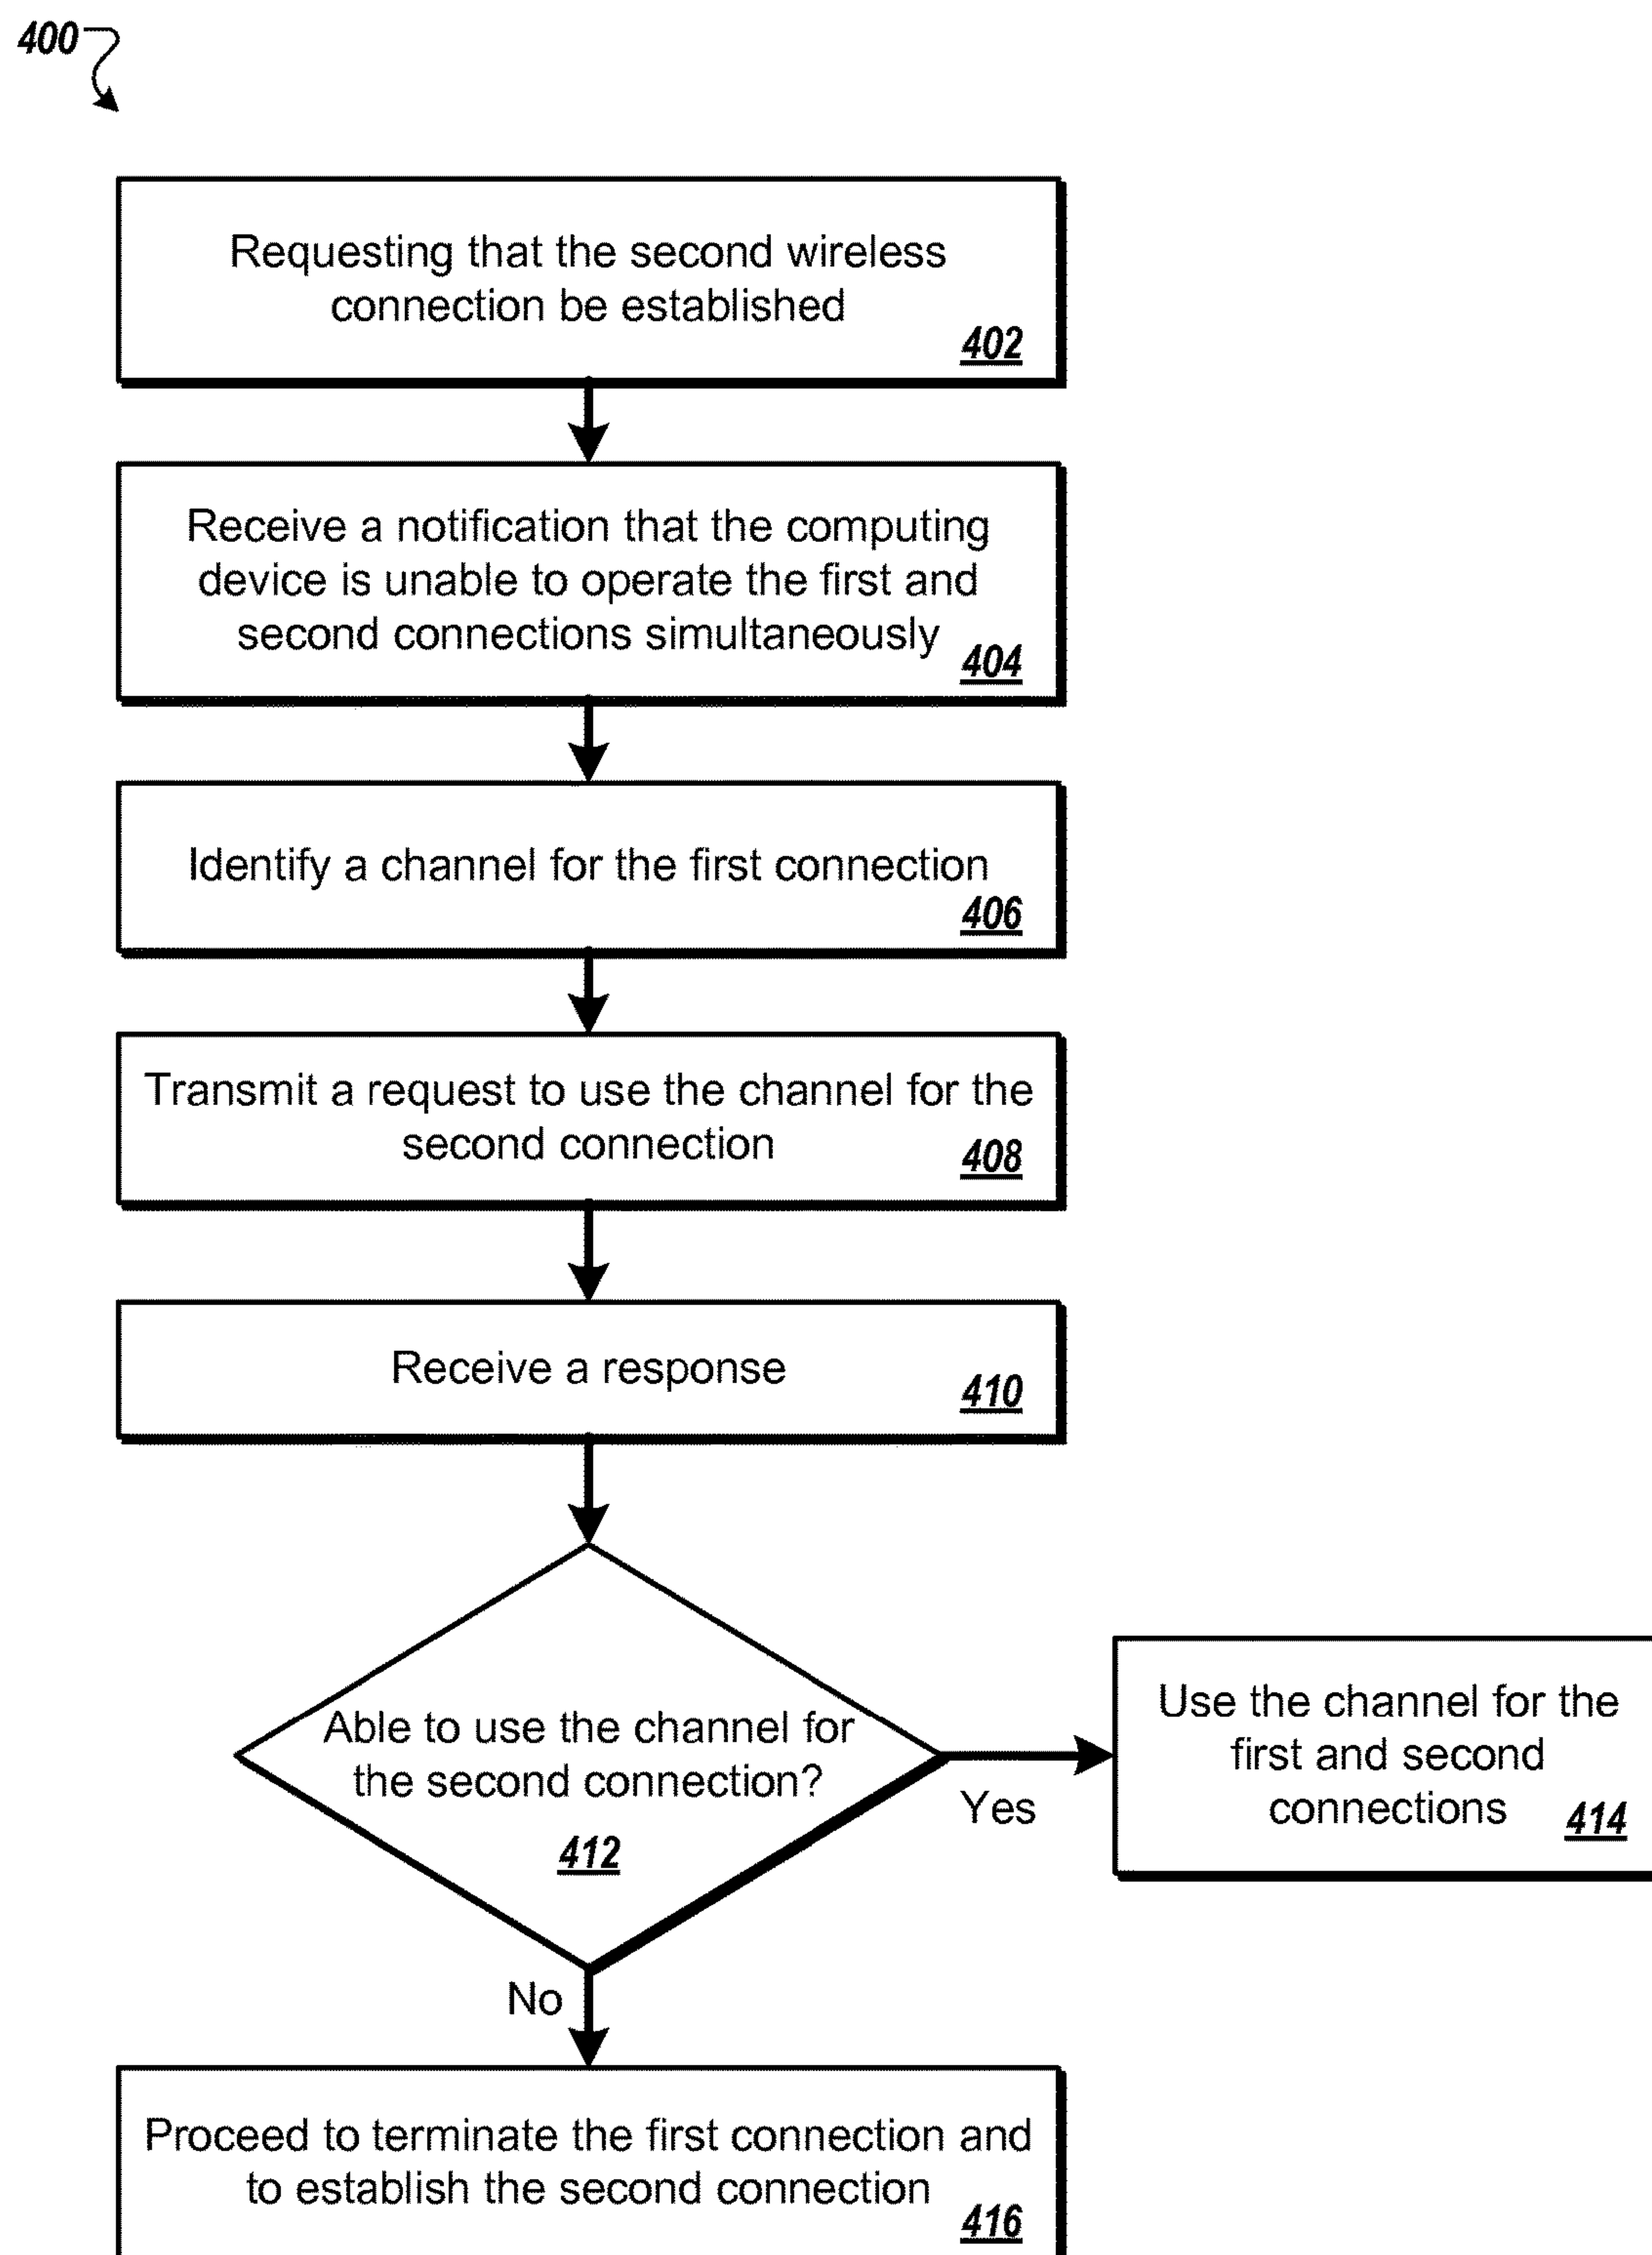 400
Requesting that the second wireless
connection be established
402
Receive a notification that the computing
device is unable to operate the first and
second connections simultaneously
404
Identify a channel for the first connection
406
Transmit a request to use the channel for the
second connection
408
Receive a response
410
Able to use the channel for
the second connection?
412
Yes
Use the channel for the
first and second
connections
414
No
Proceed to terminate the first connection and
to establish the second connection
416